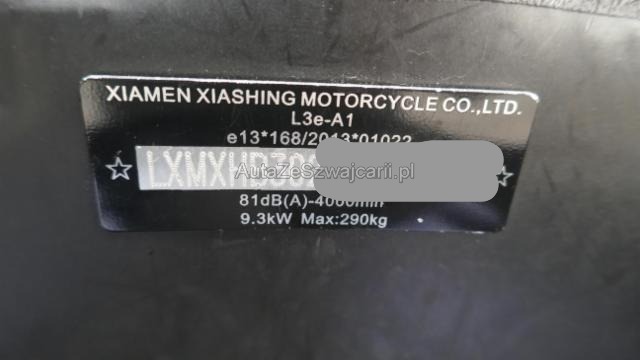 XIAMEN XIASHING MOTORCYCLE CO.,LTD.
L3e-A1
e13*168/2013*01022
LXMXHD3D
AutaZeSzwajcarii.pl
81dB(A)-4000min
9.3kW Max:290kg